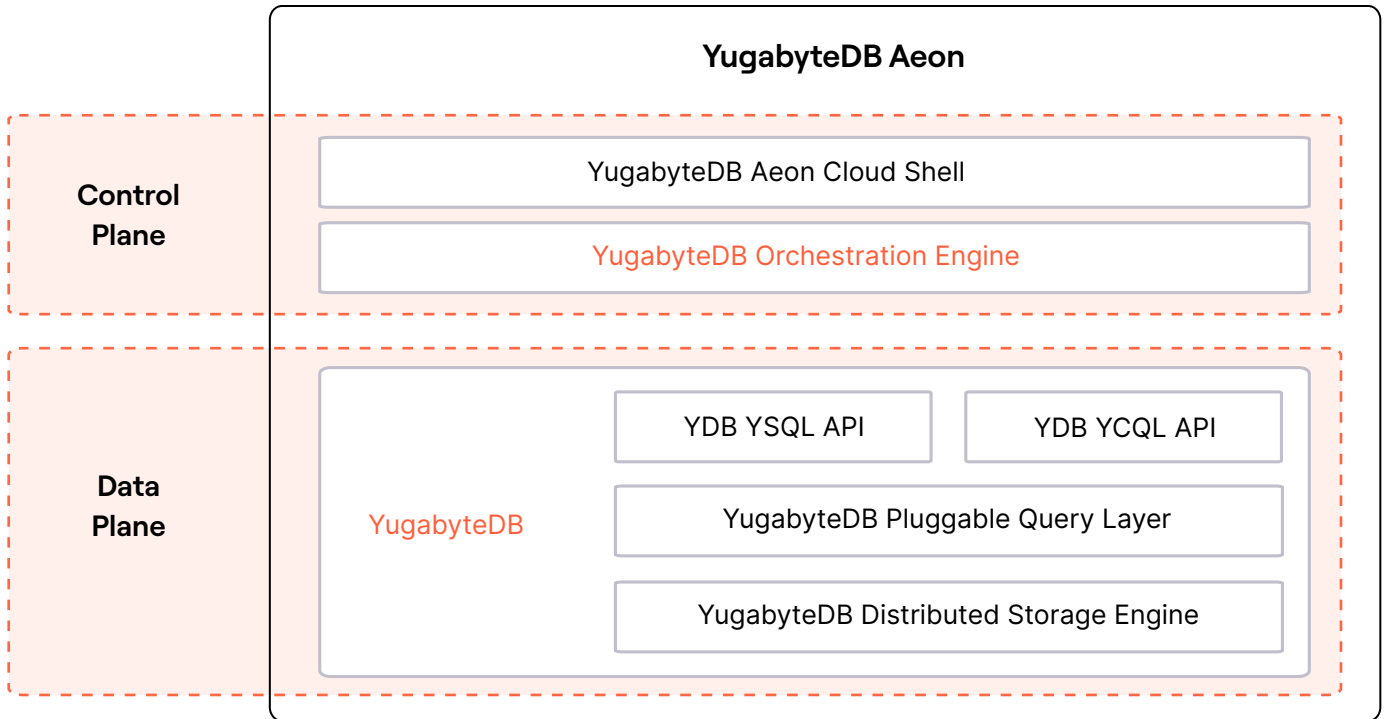 YugabyteDB Aeon
Control
Plane
YugabyteDB Aeon Cloud Shell
YugabyteDB Orchestration Engine
Data
Plane
YugabyteDB
YDB YSQL API
YDB YCQL API
YugabyteDB Pluggable Query Layer
YugabyteDB Distributed Storage Engine